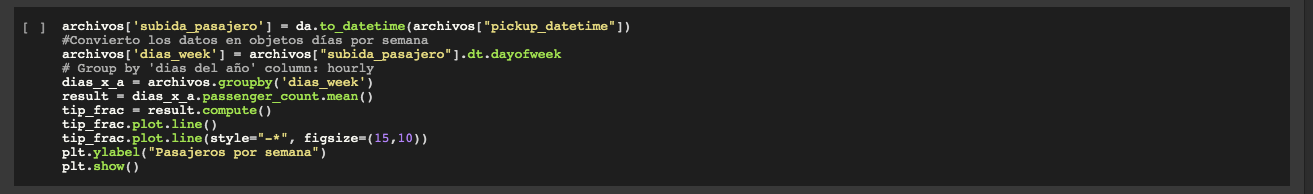 [ ] archivos['subida_pasajero'] = da.to_datetime(archivos["pickup_datetime"])
#Convierto los datos en objetos días por semana
archivos['dias_week'] = archivos["subida_pasajero"].dt.dayofweek
# Group by 'dias del año' column: hourly
dias_x_a = archivos.groupby('dias_week')
result = dias_x_a.passenger_count.mean()
tip_frac = result.compute()
tip_frac.plot.line()
tip_frac.plot.line(style="-*", figsize=(15,10))
plt.ylabel("Pasajeros por semana")
plt.show()